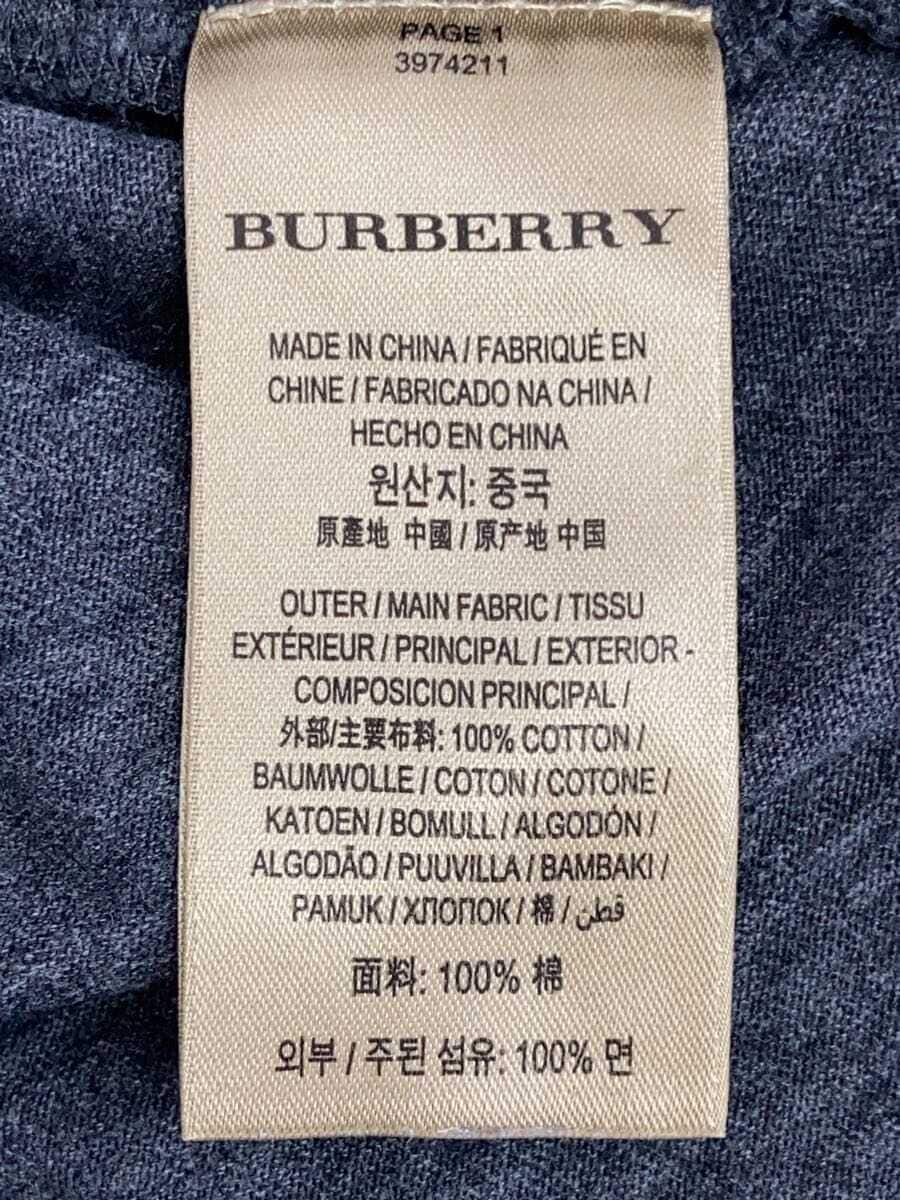 PAGE 1
3974211
BURBERRY
MADE IN CHINA / FABRIQUÉ EN
CHINE / FABRICADO NA CHINA /
HECHO EN CHINA
원산지: 중국
原產地 中國 / 原产地 中国
OUTER / MAIN FABRIC / TISSU
EXTÉRIEUR / PRINCIPAL / EXTERIOR -
COMPOSICION PRINCIPAL /
外部/主要布料: 100% COTTON /
BAUMWOLLE / COTON / COTONE /
KATOEN / BOMULL / ALGODÓN /
ALGODÃO / PUUVILLA / BAMBAKI /
PAMUK / ХЛОПОК / 棉 / قطن
面料: 100% 棉
외부 / 주된 섬유: 100% 면